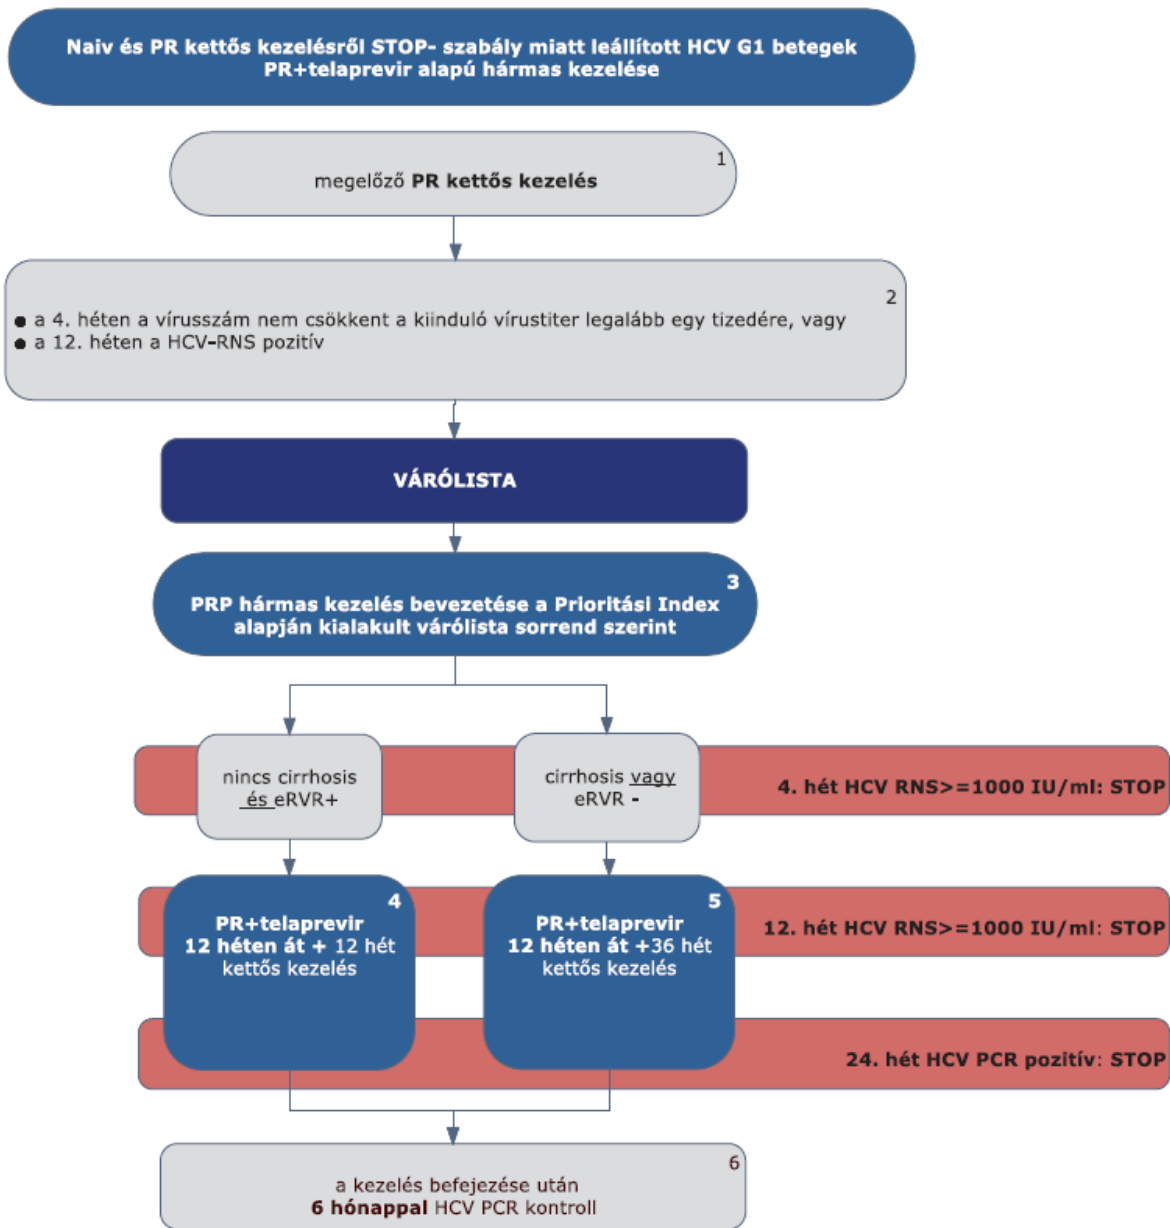 Naiv és PR kettős kezelésről STOP- szabály miatt leállított HCV G1 betegek
PR+telaprevir alapú hármas kezelése
1
megelőző PR kettős kezelés
2
● a 4. héten a vírusszám nem csökkent a kiinduló vírustiter legalább egy tizedére, vagy
● a 12. héten a HCV-RNS pozitív
VÁRÓLISTA
3
PRP hármas kezelés bevezetése a Prioritási Index
alapján kialakult várólista sorrend szerint
nincs cirrhosis
és eRVR+
cirrhosis vagy
eRVR -
4. hét HCV RNS>=1000 IU/ml: STOP
4
PR+telaprevir
12 héten át + 12 hét
kettős kezelés
5
PR+telaprevir
12 héten át +36 hét
kettős kezelés
12. hét HCV RNS>=1000 IU/ml: STOP
24. hét HCV PCR pozitív: STOP
6
a kezelés befejezése után
6 hónappal HCV PCR kontroll